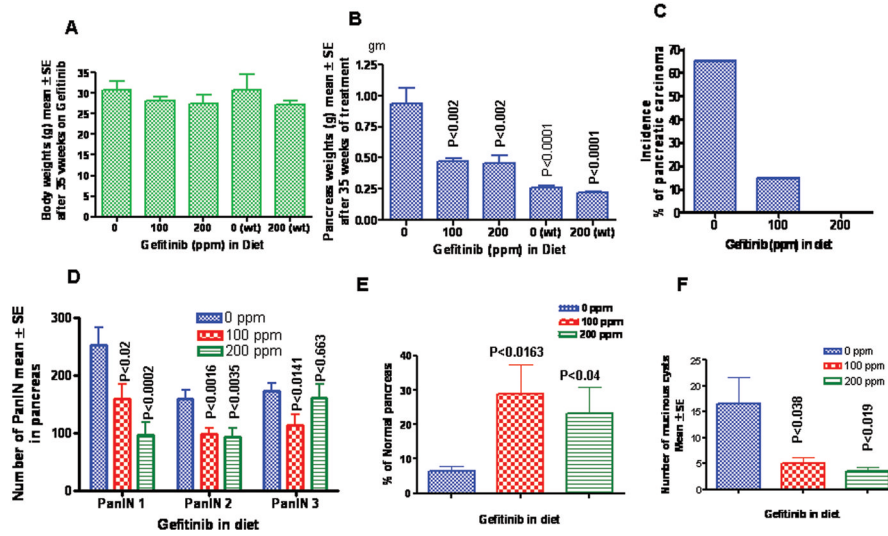 A
Body weights (g) mean ± SE
after 35 weeks on Gefitinib
35
30
25
20
15
10
5
0
0 100 200 0 (wt) 200 (wt)
Gefitinib (ppm) in Diet
B
gm
Pancreas weights (g) mean ± SE
after 35 weeks of treatment
1.25
1.00
0.75
0.50
0.25
0.00
P<0.002
P<0.002
P<0.0001
P<0.0001
0 100 200 0 (wt) 200 (wt)
Gefitinib (ppm) in Diet
C
Incidence
% of pancreatic carcinoma
70
60
50
40
30
20
10
0
0 100 200
Gefitinib (ppm) in diet
D
Number of PanIN mean ± SE
in pancreas
300
200
100
0
0 ppm
100 ppm
200 ppm
P<0.02
P<0.0002
P<0.0016
P<0.0035
P<0.0141
P<0.663
PanIN 1 PanIN 2 PanIN 3
Gefitinib in diet
E
% of Normal pancreas
40
30
20
10
0
0 ppm
100 ppm
200 ppm
P<0.0163
P<0.04
Gefitinib in diet
F
Number of mucinous cysts
Mean ± SE
25
20
15
10
5
0
0 ppm
100 ppm
200 ppm
P<0.038
P<0.019
Gefitinib in diet